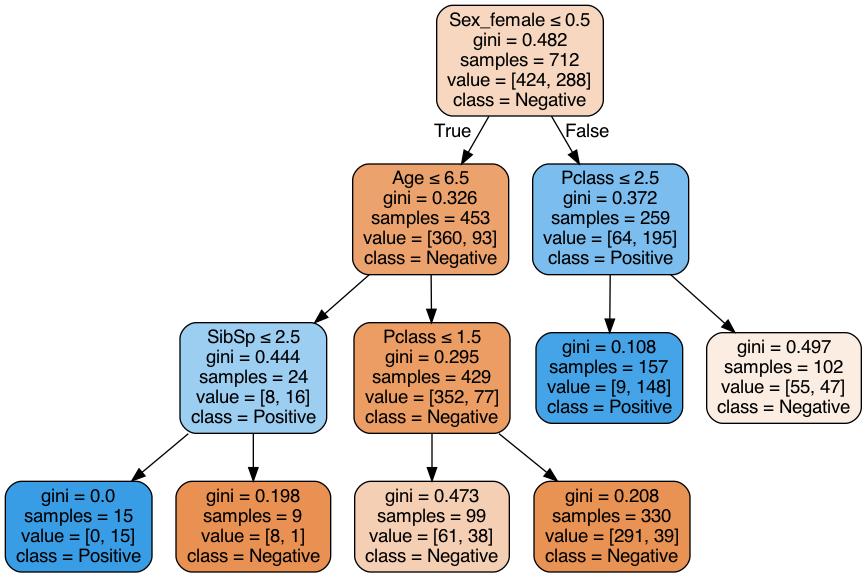 Sex_female ≤ 0.5
gini = 0.482
samples = 712
value = [424, 288]
class = Negative
True
False
Age ≤ 6.5
gini = 0.326
samples = 453
value = [360, 93]
class = Negative
Pclass ≤ 2.5
gini = 0.372
samples = 259
value = [64, 195]
class = Positive
SibSp ≤ 2.5
gini = 0.444
samples = 24
value = [8, 16]
class = Positive
Pclass ≤ 1.5
gini = 0.295
samples = 429
value = [352, 77]
class = Negative
gini = 0.108
samples = 157
value = [9, 148]
class = Positive
gini = 0.497
samples = 102
value = [55, 47]
class = Negative
gini = 0.0
samples = 15
value = [0, 15]
class = Positive
gini = 0.198
samples = 9
value = [8, 1]
class = Negative
gini = 0.473
samples = 99
value = [61, 38]
class = Negative
gini = 0.208
samples = 330
value = [291, 39]
class = Negative